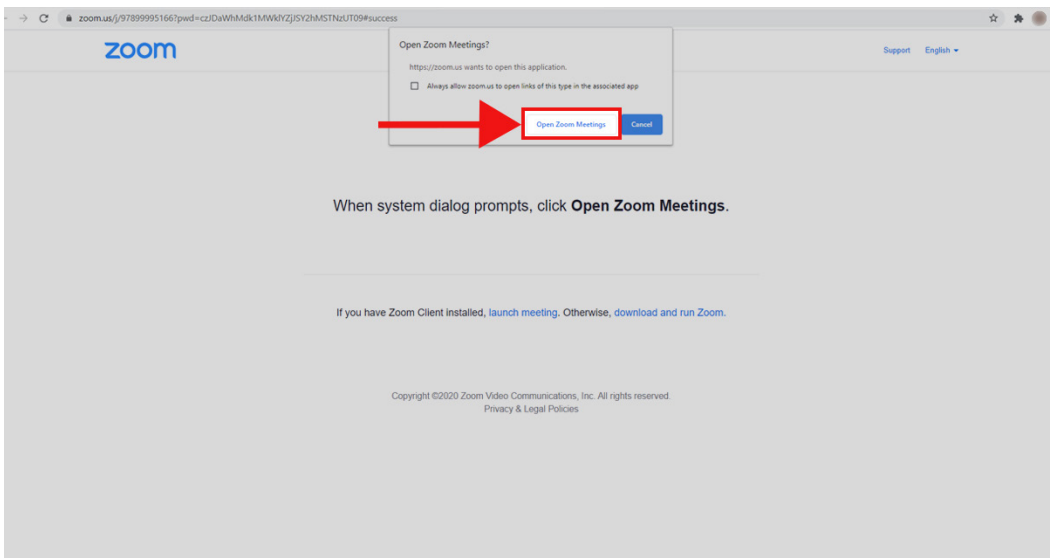 zoom.us/j/97899995166?pwd=czJDaWhMdk1MWklYZjJSY2hMSTNzUT09#success
zoom
Support English
Open Zoom Meetings?
https://zoom.us wants to open this application.
Always allow zoom.us to open links of this type in the associated app
Open Zoom Meetings Cancel
When system dialog prompts, click Open Zoom Meetings.
If you have Zoom Client installed, launch meeting. Otherwise, download and run Zoom.
Copyright ©2020 Zoom Video Communications, Inc. All rights reserved.
Privacy & Legal Policies